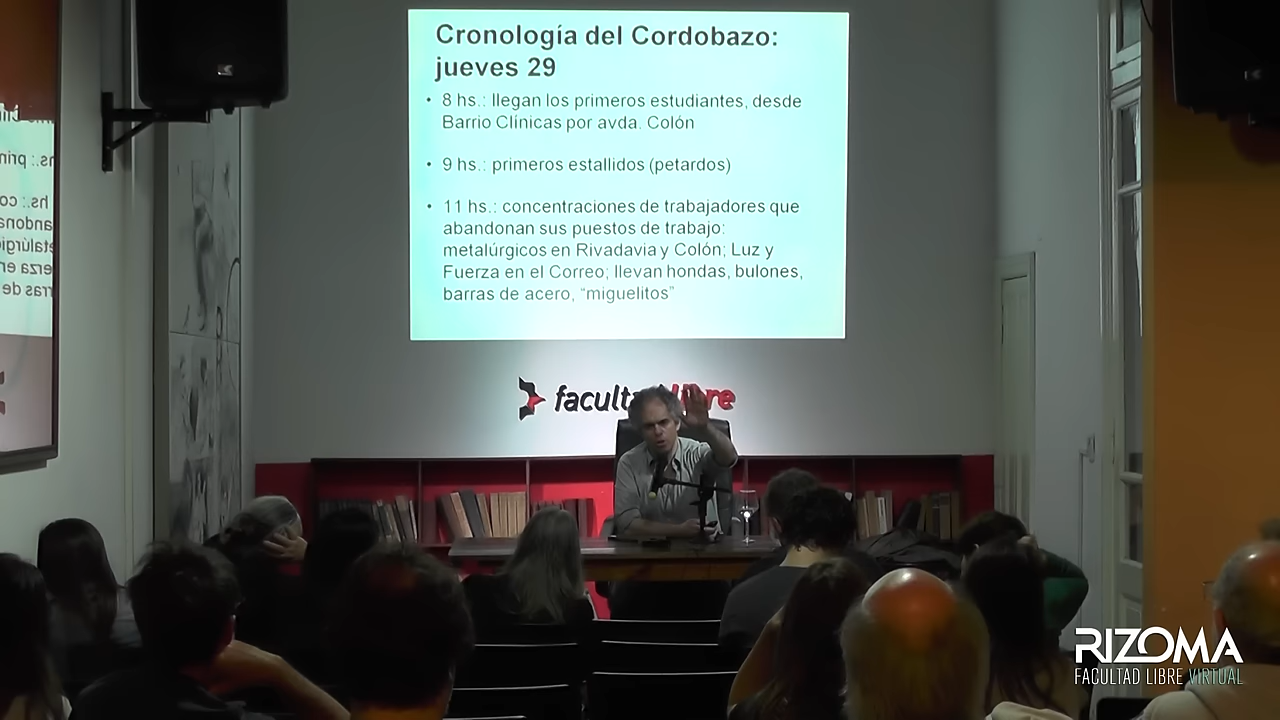 Cronología del Cordobazo:
jueves 29
• 8 hs.: llegan los primeros estudiantes, desde
Barrio Clínicas por avda. Colón
• 9 hs.: primeros estallidos (petardos)
• 11 hs.: concentraciones de trabajadores que
abandonan sus puestos de trabajo:
metalúrgicos en Rivadavia y Colón; Luz y
Fuerza en el Correo; llevan hondas, bulones,
barras de acero, “miguelitos”
RIZOMA
FACULTAD LIBRE VIRTUAL